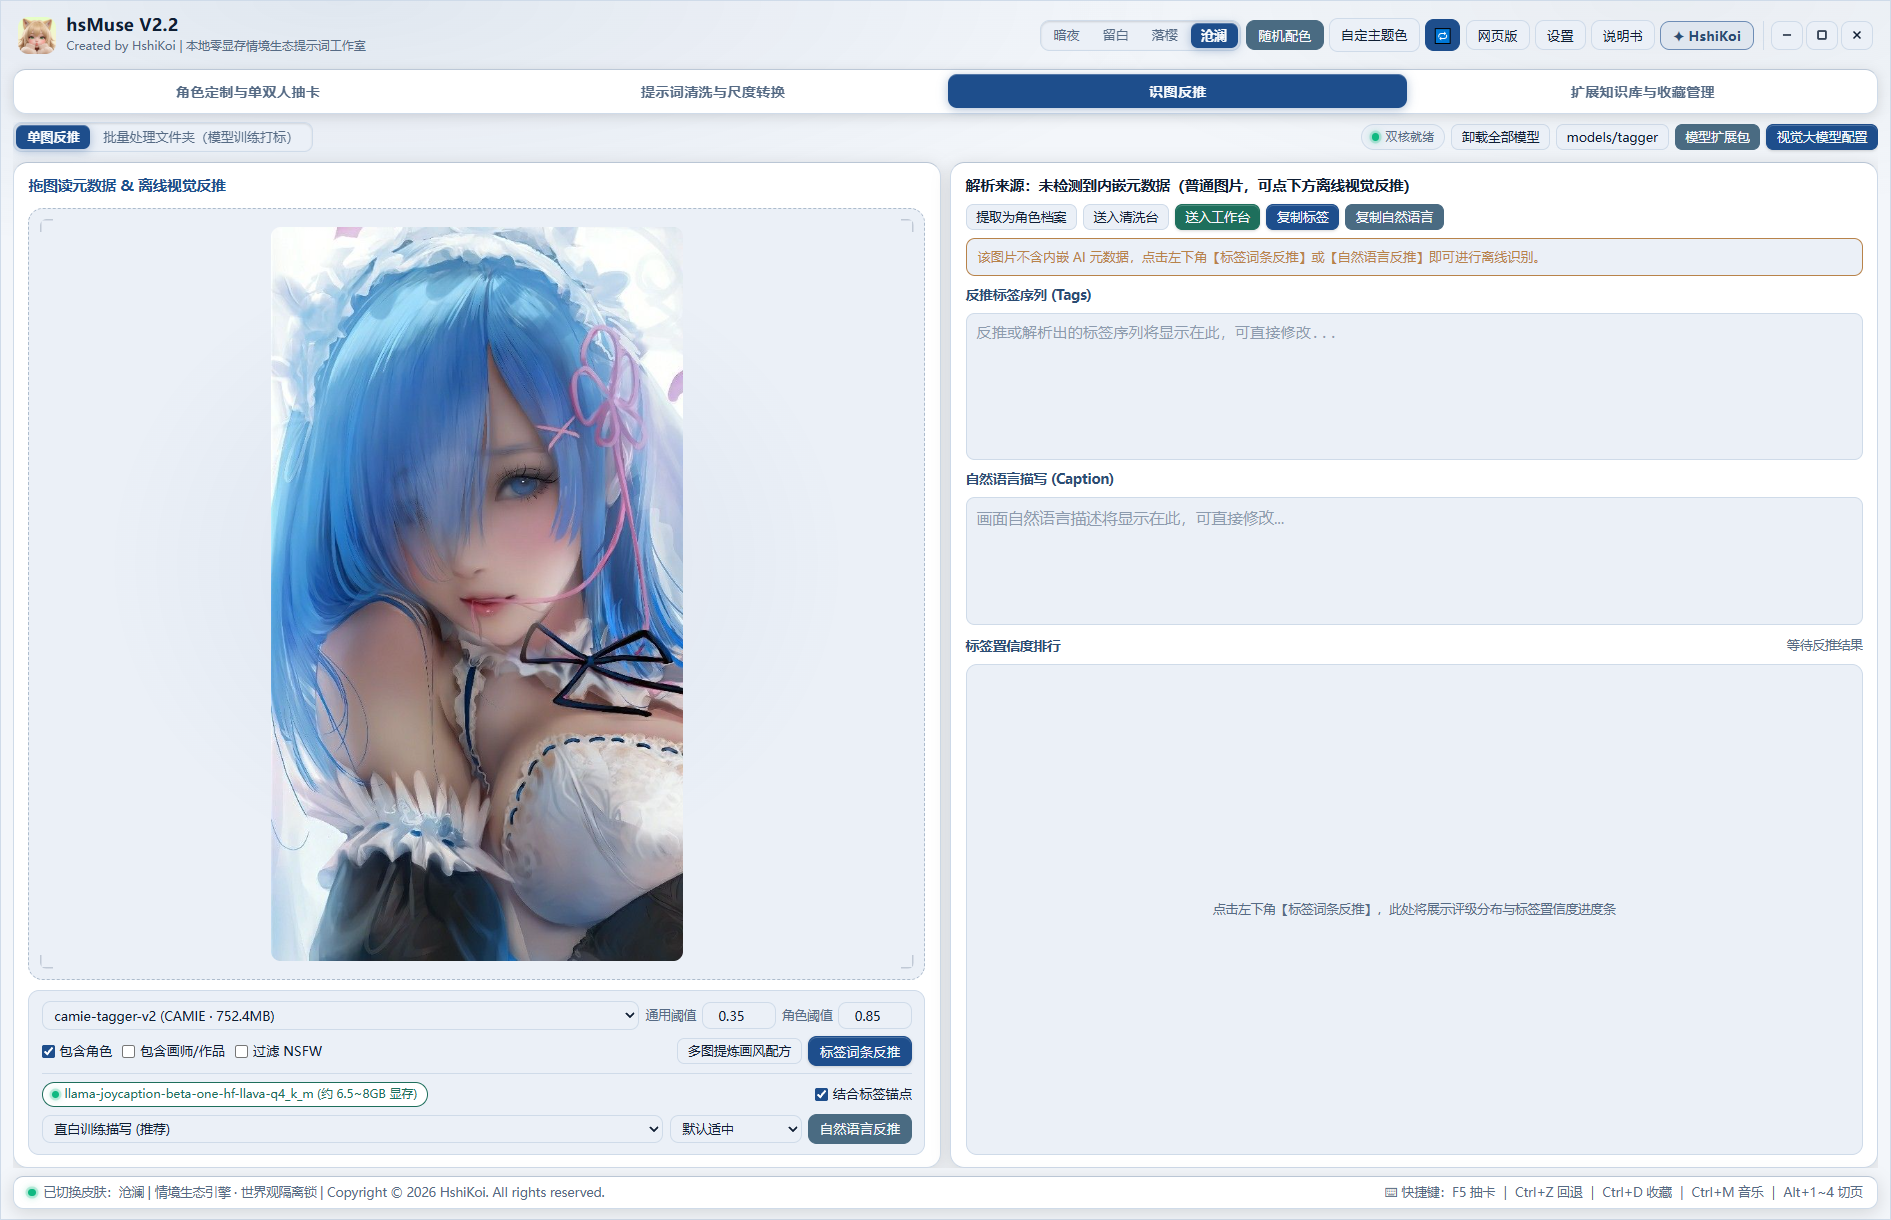 hsMuse V2.2
Created by HshiKoi | 本地零显存情境生态提示词工作室
暗夜 留白 落樱 沧澜 随机配色 自定主题色 网页版 设置 说明书 ✦ HshiKoi
角色定制与单双人抽卡 提示词清洗与尺度转换 识图反推 扩展知识库与收藏管理
单图反推 批量处理文件夹（模型训练打标） 双核就绪 卸载全部模型 models/tagger 模型扩展包 视觉大模型配置
拖图读元数据 & 离线视觉反推
camie-tagger-v2 (CAMIE · 752.4MB) 通用阈值 0.35 角色阈值 0.85
包含角色 包含画师/作品 过滤 NSFW 多图提炼画风配方 标签词条反推
llama-joycaption-beta-one-hf-llava-q4_k_m (约 6.5~8GB 显存) 结合标签锚点
直白训练描写 (推荐) 默认适中 自然语言反推
解析来源：未检测到内嵌元数据（普通图片，可点下方离线视觉反推)
提取为角色档案 送入清洗台 送入工作台 复制标签 复制自然语言
该图片不含内嵌 AI 元数据，点击左下角【标签词条反推】或【自然语言反推】即可进行离线识别。
反推标签序列 (Tags)
反推或解析出的标签序列将显示在此，可直接修改...
自然语言描写 (Caption)
画面自然语言描述将显示在此，可直接修改...
标签置信度排行 等待反推结果
点击左下角【标签词条反推】，此处将展示评级分布与标签置信度进度条
已切换皮肤：沧澜 | 情境生态引擎 · 世界观隔离锁 | Copyright © 2026 HshiKoi. All rights reserved.
快捷键：F5 抽卡 | Ctrl+Z 回退 | Ctrl+D 收藏 | Ctrl+M 音乐 | Alt+1~4 切页